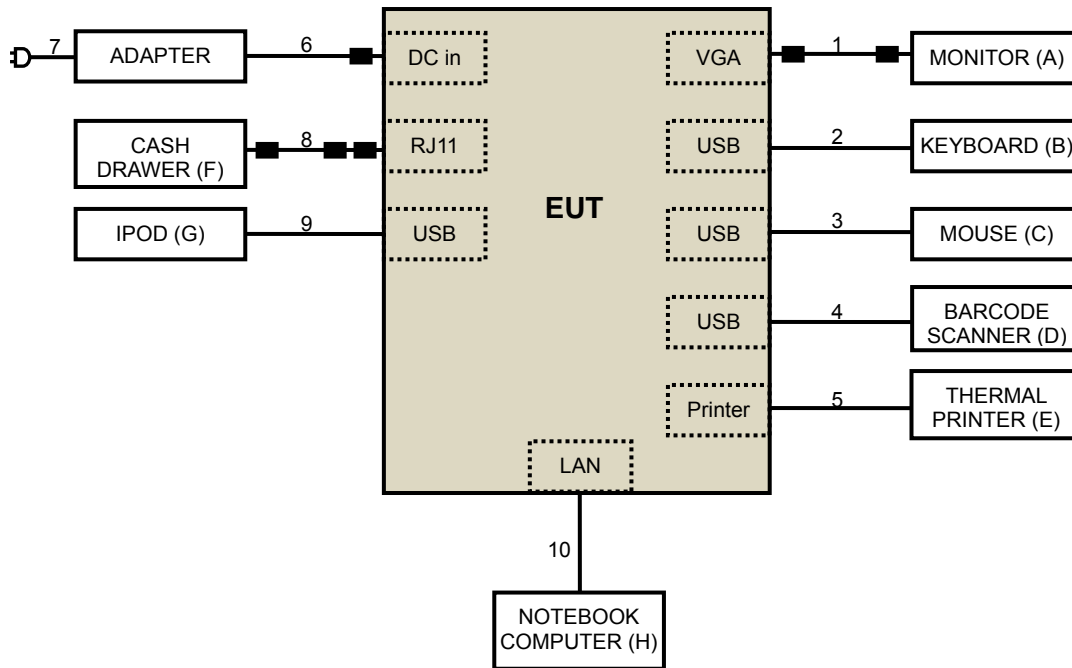 7
ADAPTER
6
DC in
VGA
1
MONITOR (A)
CASH
DRAWER (F)
8
RJ11
USB
2
KEYBOARD (B)
EUT
IPOD (G)
9
USB
USB
3
MOUSE (C)
USB
4
BARCODE
SCANNER (D)
Printer
5
THERMAL
PRINTER (E)
LAN
10
NOTEBOOK
COMPUTER (H)